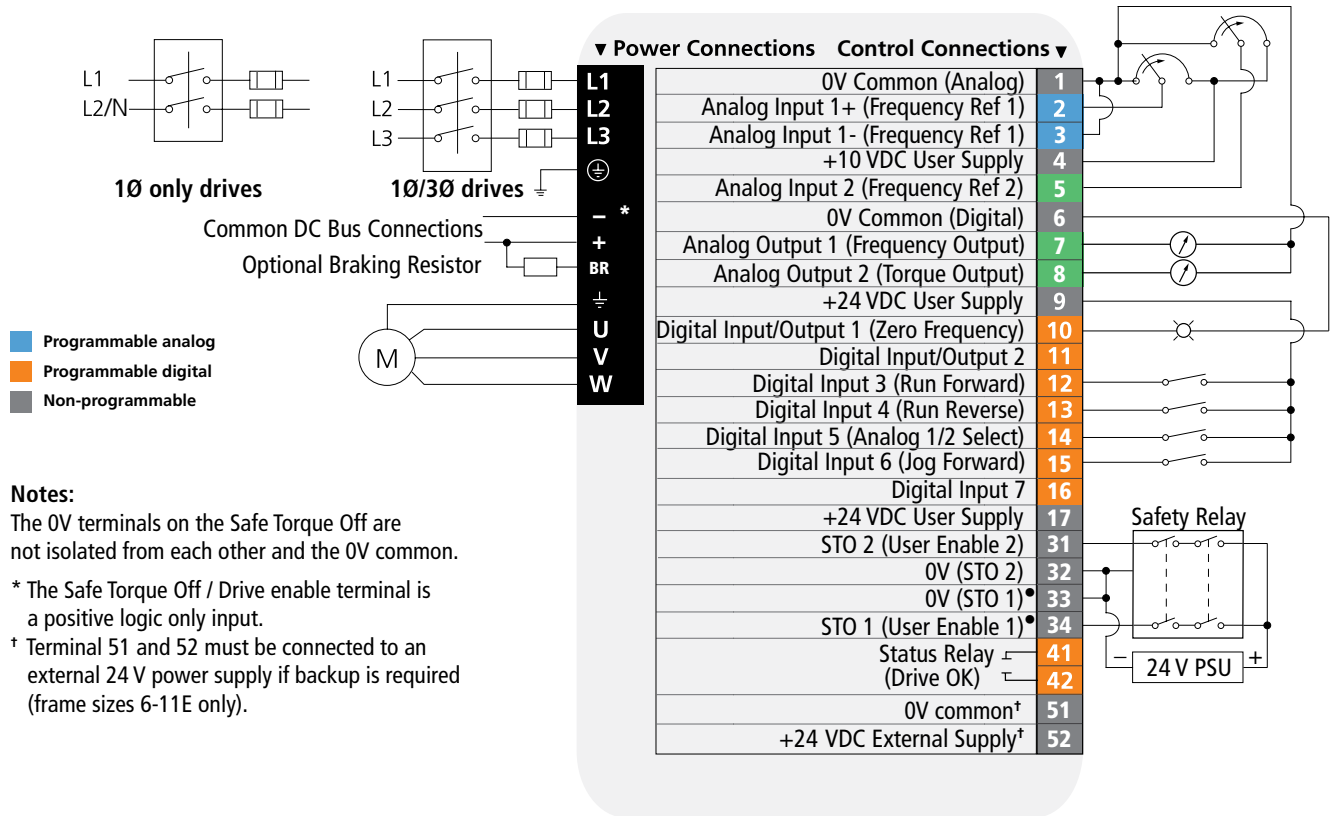 ▼ Power Connections Control Connections ▼
L1
L2/N
1Ø only drives
L1
L2
L3
1Ø/3Ø drives
Common DC Bus Connections
Optional Braking Resistor
M
L1
L2
L3
– *
+
BR
U
V
W
0V Common (Analog) 1
Analog Input 1+ (Frequency Ref 1) 2
Analog Input 1- (Frequency Ref 1) 3
+10 VDC User Supply 4
Analog Input 2 (Frequency Ref 2) 5
0V Common (Digital) 6
Analog Output 1 (Frequency Output) 7
Analog Output 2 (Torque Output) 8
+24 VDC User Supply 9
Digital Input/Output 1 (Zero Frequency) 10
Digital Input/Output 2 11
Digital Input 3 (Run Forward) 12
Digital Input 4 (Run Reverse) 13
Digital Input 5 (Analog 1/2 Select) 14
Digital Input 6 (Jog Forward) 15
Digital Input 7 16
+24 VDC User Supply 17
STO 2 (User Enable 2) 31
0V (STO 2) 32
0V (STO 1)● 33
STO 1 (User Enable 1)● 34
Status Relay 41
(Drive OK) 42
0V common† 51
+24 VDC External Supply† 52
Safety Relay
– 24 V PSU +
Programmable analog
Programmable digital
Non-programmable
Notes:
The 0V terminals on the Safe Torque Off are
not isolated from each other and the 0V common.
* The Safe Torque Off / Drive enable terminal is
a positive logic only input.
† Terminal 51 and 52 must be connected to an
external 24 V power supply if backup is required
(frame sizes 6-11E only).